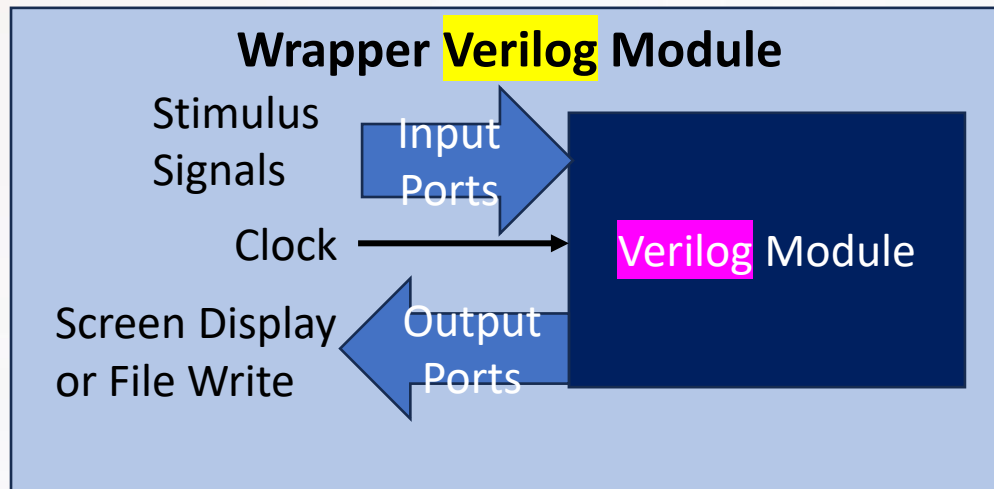 Wrapper Verilog Module
Stimulus
Signals
Input
Ports
Clock
Verilog Module
Screen Display
or File Write
Output
Ports